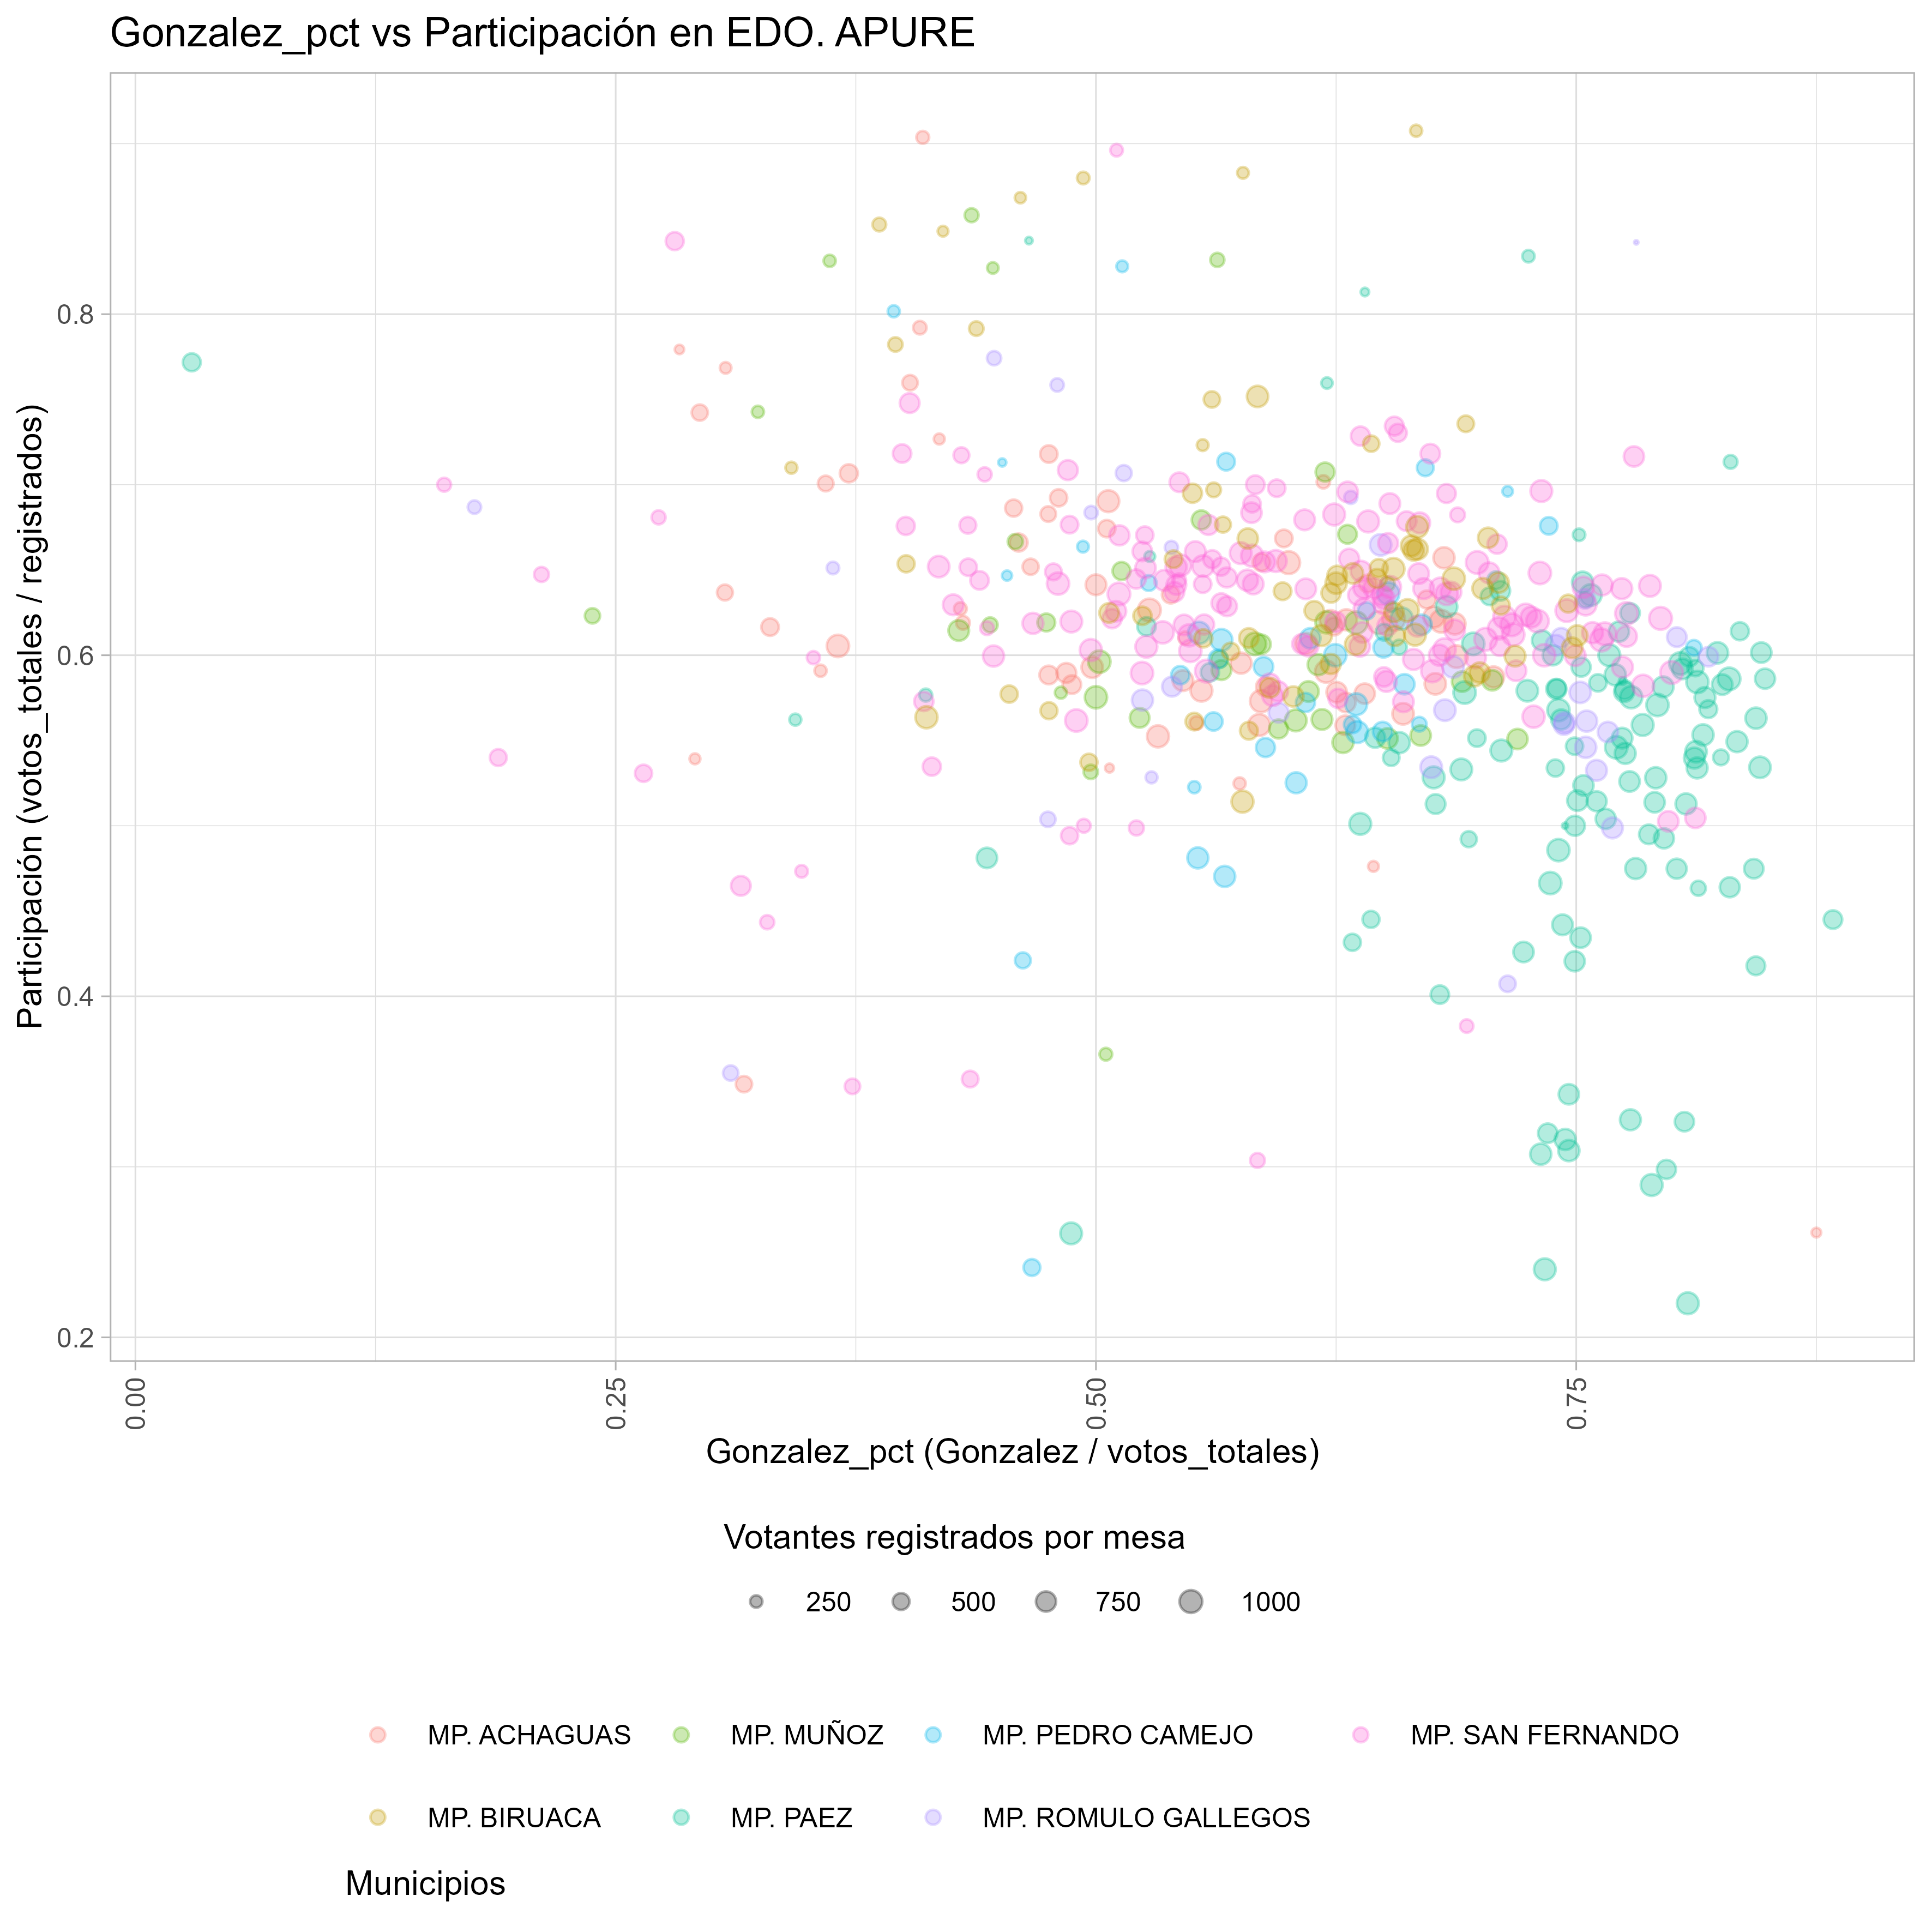 Gonzalez_pct vs Participación en EDO. APURE
Participación (votos_totales / registrados)
0.8
0.6
0.4
0.2
0.00
0.25
0.50
0.75
Gonzalez_pct (Gonzalez / votos_totales)
Votantes registrados por mesa
250 500 750 1000
MP. ACHAGUAS MP. MUÑOZ MP. PEDRO CAMEJO MP. SAN FERNANDO
MP. BIRUACA MP. PAEZ MP. ROMULO GALLEGOS
Municipios